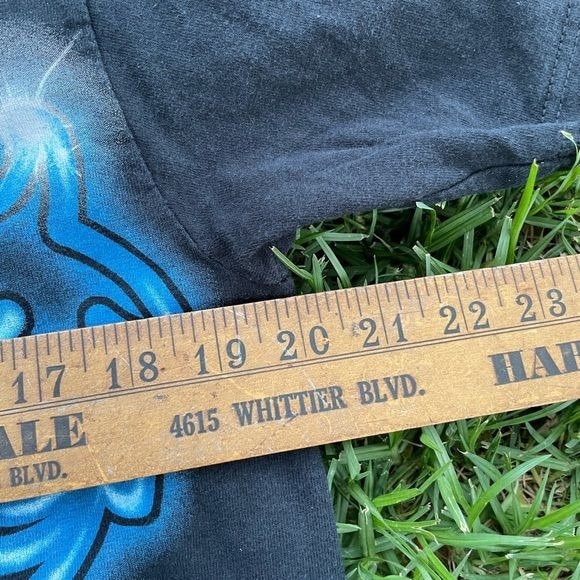 17 18 19 20 21 22 23
ALE 4615 WHITTIER BLVD. HAR
BLVD.